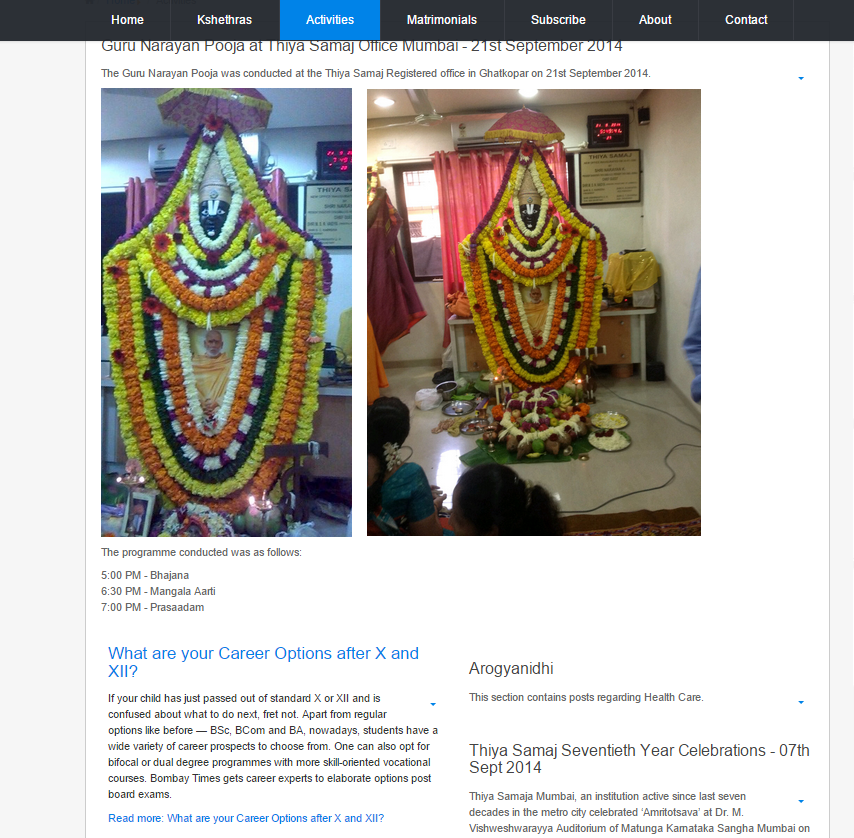 Home Kshethras Activities Matrimonials Subscribe About Contact
Guru Narayan Pooja at Thiya Samaj Office Mumbai - 21st September 2014
The Guru Narayan Pooja was conducted at the Thiya Samaj Registered office in Ghatkopar on 21st September 2014.
THIYA SA
THIYA SAMAJ
The programme conducted was as follows:
5:00 PM - Bhajana
6:30 PM - Mangala Aarti
7:00 PM - Prasaadam
What are your Career Options after X and
XII?
If your child has just passed out of standard X or XII and is
confused about what to do next, fret not. Apart from regular
options like before — BSc, BCom and BA, nowadays, students have a
wide variety of career prospects to choose from. One can also opt for
bifocal or dual degree programmes with more skill-oriented vocational
courses. Bombay Times gets career experts to elaborate options post
board exams.
Read more: What are your Career Options after X and XII?
Arogyanidhi
This section contains posts regarding Health Care.
Thiya Samaj Seventieth Year Celebrations - 07th
Sept 2014
Thiya Samaja Mumbai, an institution active since last seven
decades in the metro city celebrated ‘Amritotsava’ at Dr. M.
Vishweshwarayya Auditorium of Matunga Karnataka Sangha Mumbai on